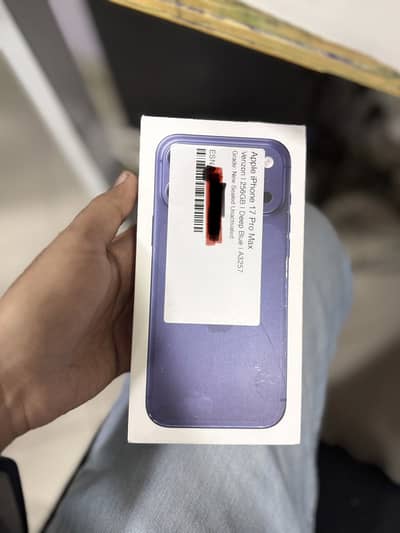 Apple iPhone 17 Pro Max
Verizon | 256GB | Deep Blue | A3257
Grade: New Sealed Unactivated
ESN